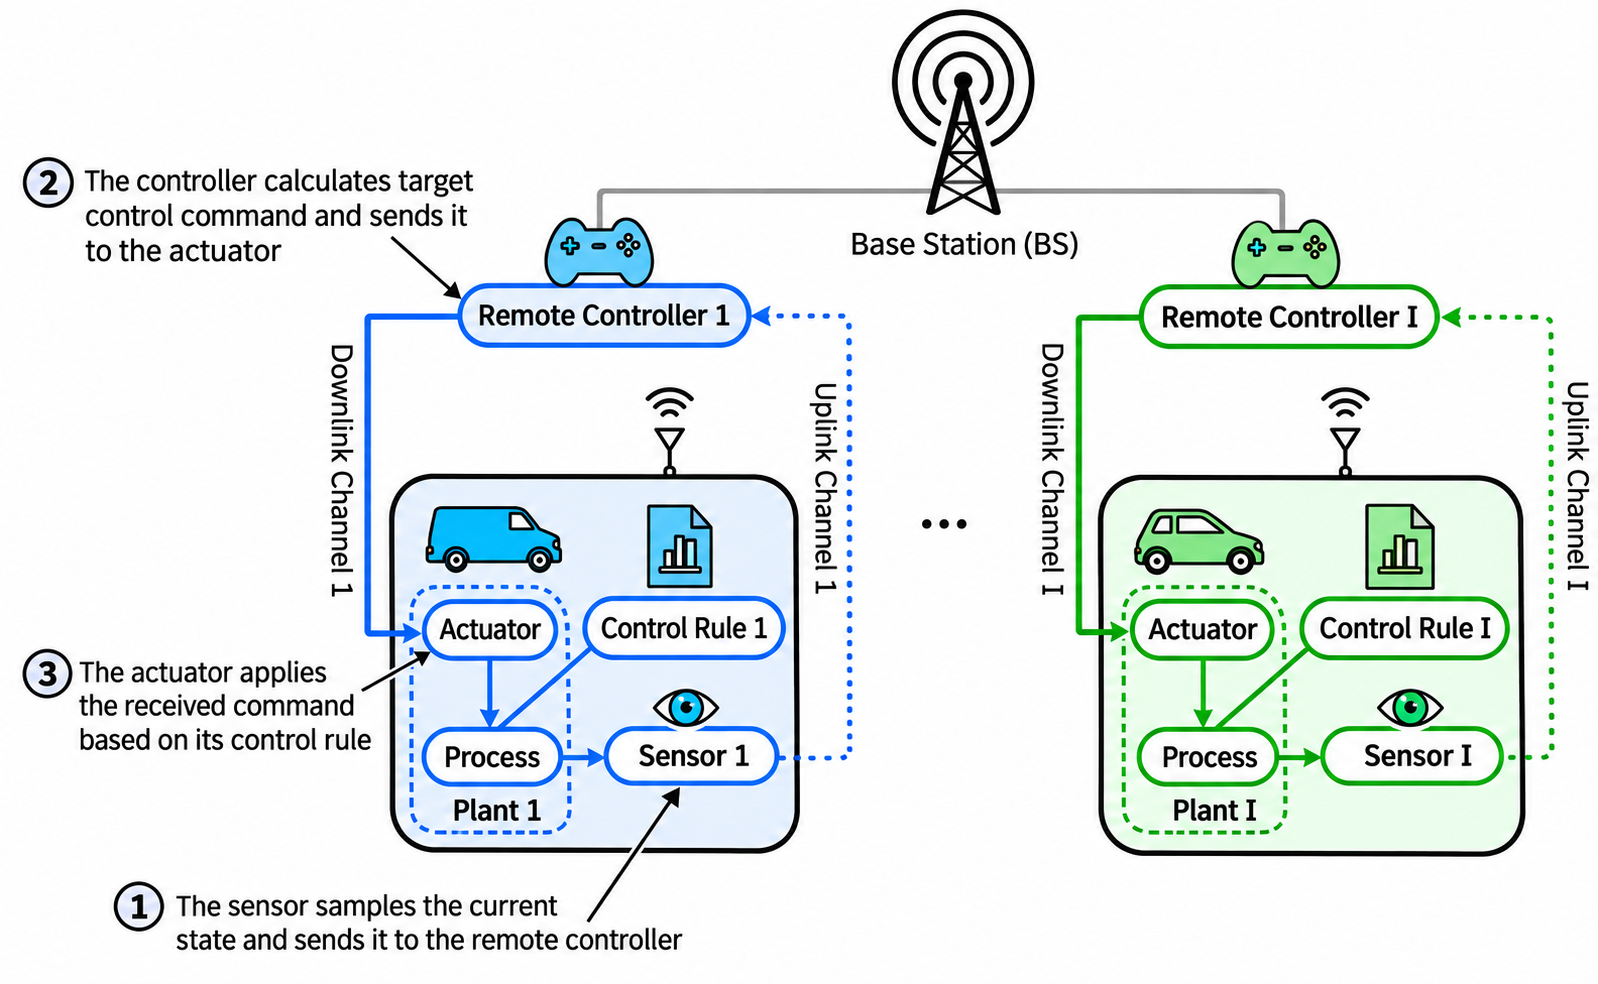 Base Station (BS)
2
The controller calculates target
control command and sends it
to the actuator
Remote Controller 1
Downlink Channel 1
Uplink Channel 1
Actuator
Control Rule 1
Process
Sensor 1
Plant 1
3
The actuator applies
the received command
based on its control rule
1
The sensor samples the current
state and sends it to the remote controller
...
Remote Controller I
Downlink Channel I
Uplink Channel I
Actuator
Control Rule I
Process
Sensor I
Plant I